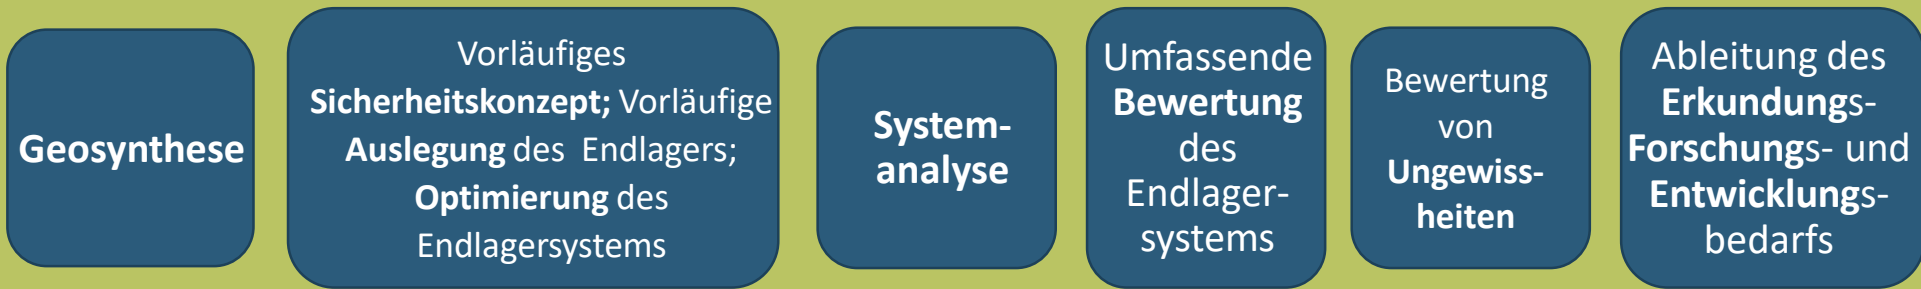 Geosynthese
Vorläufiges
Sicherheitskonzept; Vorläufige
Auslegung des Endlagers;
Optimierung des
Endlagersystems
System-
analyse
Umfassende
Bewertung
des
Endlager-
systems
Bewertung
von
Ungewiss-
heiten
Ableitung des
Erkundungs-
Forschungs- und
Entwicklungs-
bedarfs